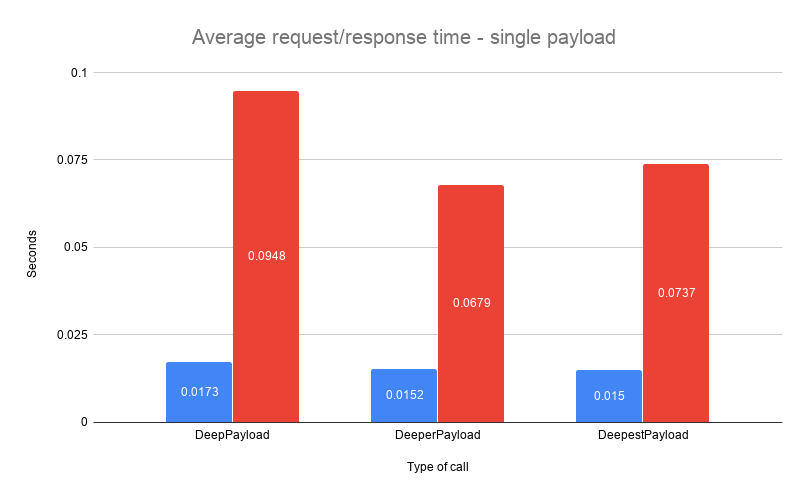 Average request/response time - single payload
0.1
0.075
0.05
0.025
0
Seconds
0.0173
0.0948
0.0152
0.0679
0.015
0.0737
DeepPayload
DeeperPayload
DeepestPayload
Type of call